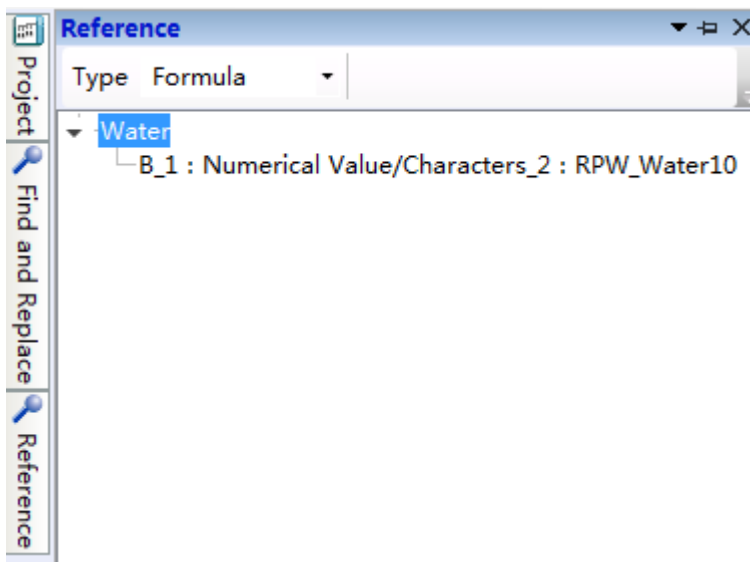 Reference
Type Formula
Water
B_1 : Numerical Value/Characters_2 : RPW_Water10
Project
Find and Replace
Reference